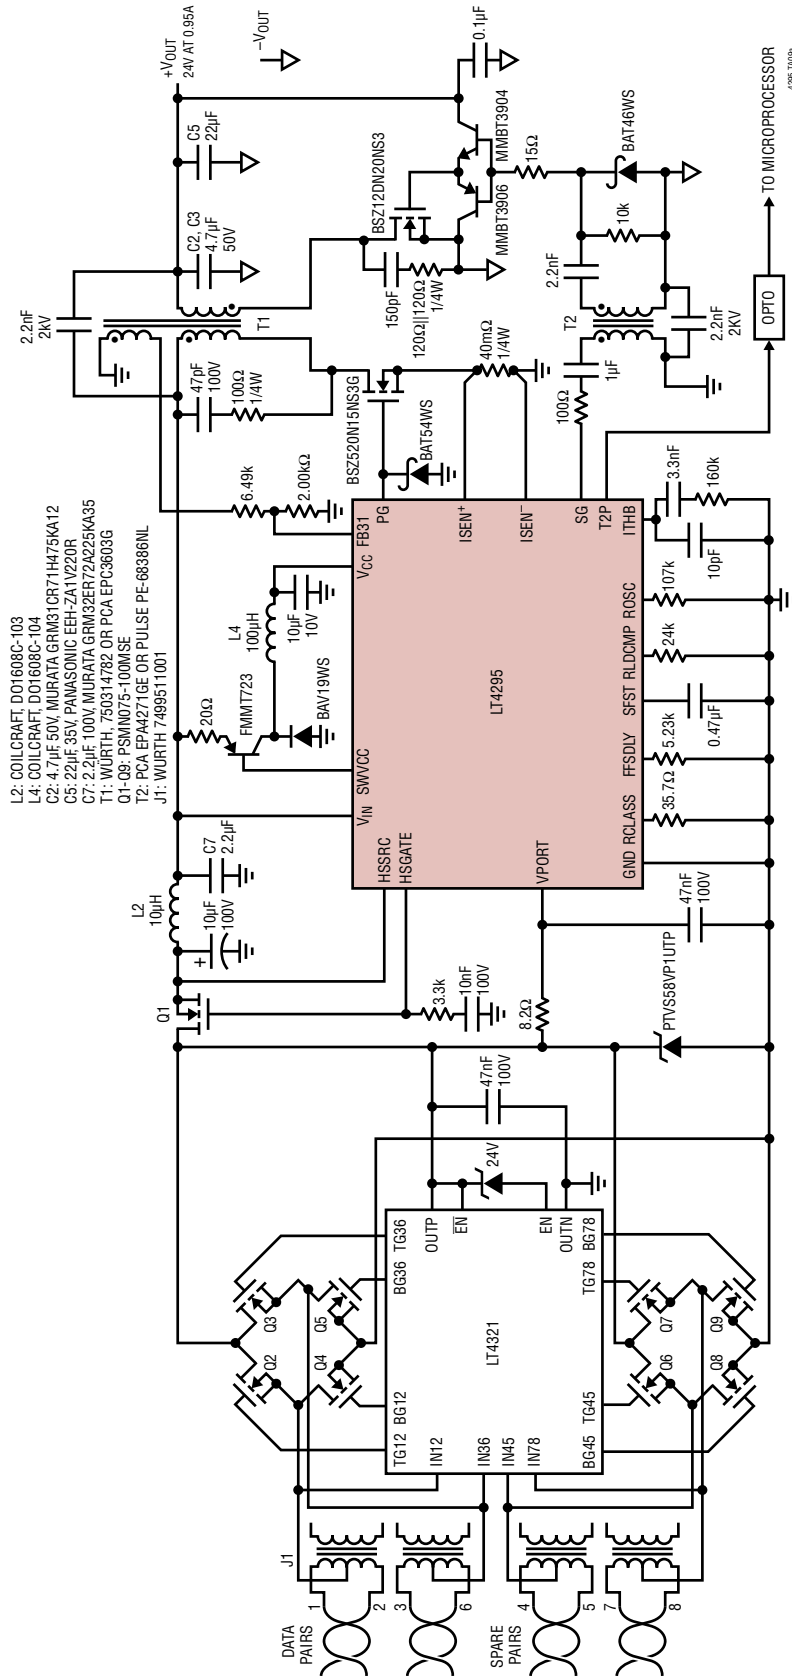 L2: COILCRAFT, DO1608C-103
L4: COILCRAFT, DO1608C-104
C2: 4.7µF, 50V, MURATA GRM31CR71H475KA12
C5: 22µF, 35V, PANASONIC EEH-ZA1V220R
C7: 2.2µF, 100V, MURATA GRM32ER72A225KA35
T1: WÜRTH, 750314782 OR PCA EPC3603G
Q1-Q9: PSMN075-100MSE
T2: PCA EPA4271GE OR PULSE PE-68386NL
J1: WURTH 7499511001
DATA
PAIRS
1
2
3
6
SPARE
PAIRS
4
5
7
8
J1
Q2
Q3
Q4
Q5
Q6
Q7
Q8
Q9
TG12
BG12
BG36
TG36
IN12
IN36
IN45
IN78
LT4321
OUTP
EN
EN
OUTN
BG45
TG45
TG78
BG78
24V
47nF
100V
Q1
3.3k
10nF
100V
8.2Ω
PTVS58VP1UTP
47nF
100V
L2
10µH
+
10µF
100V
C7
2.2µF
20Ω
FMMT723
BAV19WS
L4
100µH
10µF
10V
6.49k
2.00kΩ
HSSRC
HSGATE
VIN
SWVCC
VCC
FB31
VPORT
LT4295
PG
ISEN+
ISEN–
SG
T2P
GND
RCLASS
FFSDLY
SFST
RLDCMP
ROSC
ITHB
35.7Ω
5.23k
0.47µF
24k
107k
10pF
3.3nF
160k
2.2nF
2kV
47pF
100V
100Ω
1/4W
T1
C2, C3
4.7µF
50V
C5
22µF
+VOUT
24V AT 0.95A
–VOUT
BSZ520N15NS3G
BAT54WS
40mΩ
1/4W
150pF
120Ω||120Ω
1/4W
BSZ12DN20NS3
MMBT3906
MMBT3904
0.1µF
15Ω
100Ω
1µF
T2
2.2nF
10k
BAT46WS
2.2nF
2KV
OPTO
TO MICROPROCESSOR